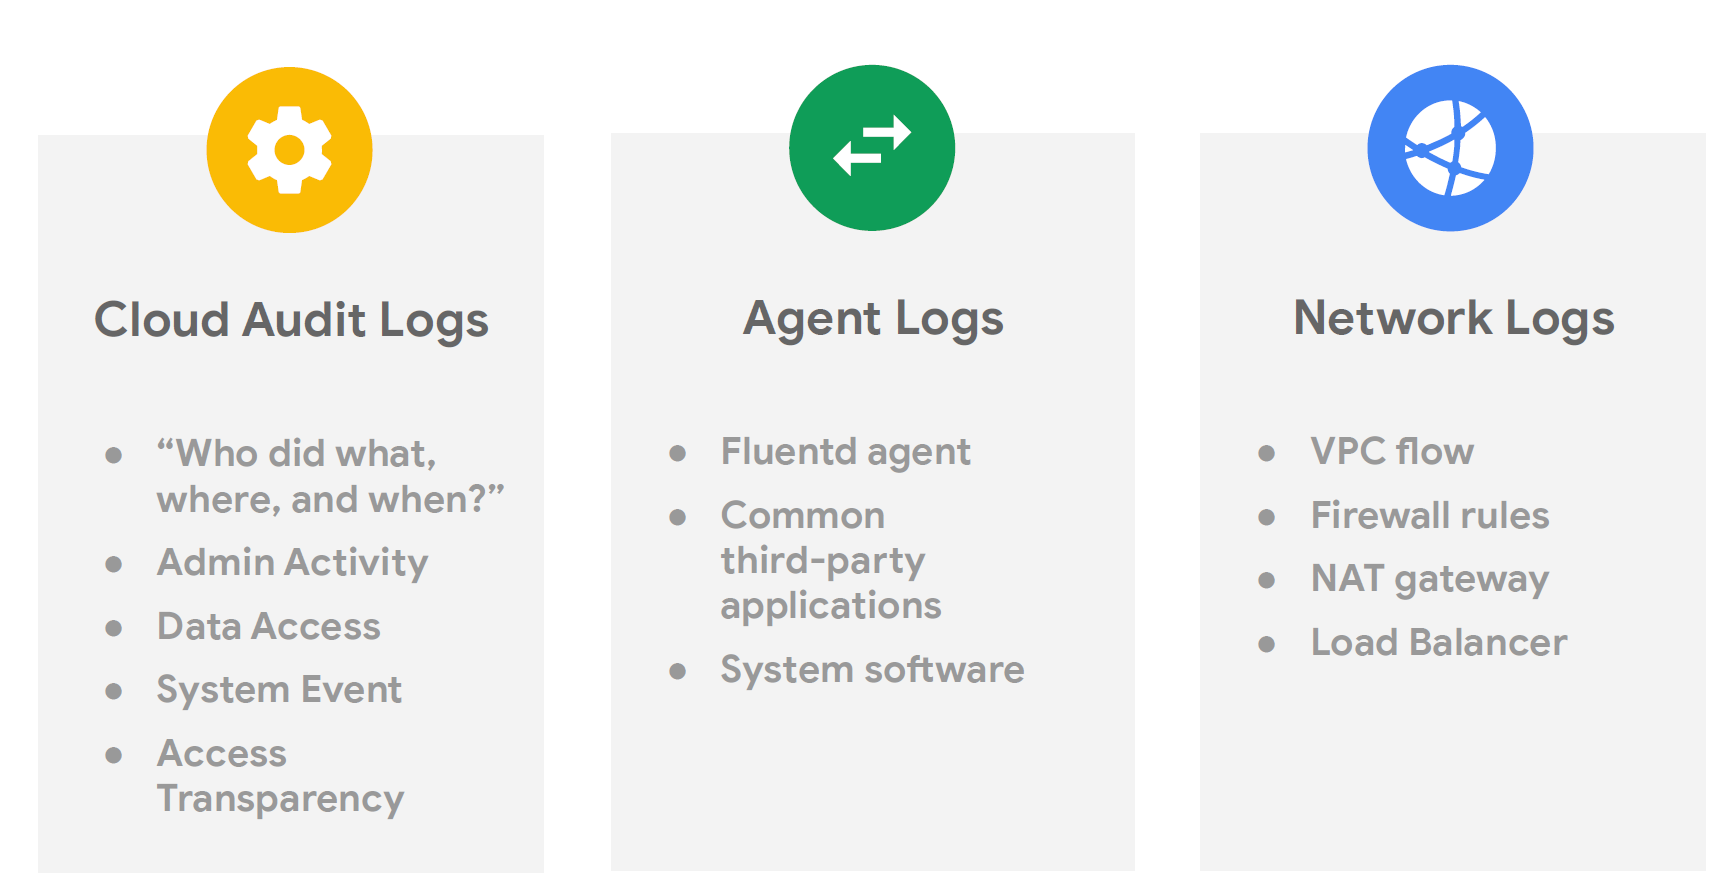 Cloud Audit Logs
● “Who did what,
where, and when?”
● Admin Activity
● Data Access
● System Event
● Access
Transparency
Agent Logs
● Fluentd agent
● Common
third-party
applications
● System software
Network Logs
● VPC flow
● Firewall rules
● NAT gateway
● Load Balancer